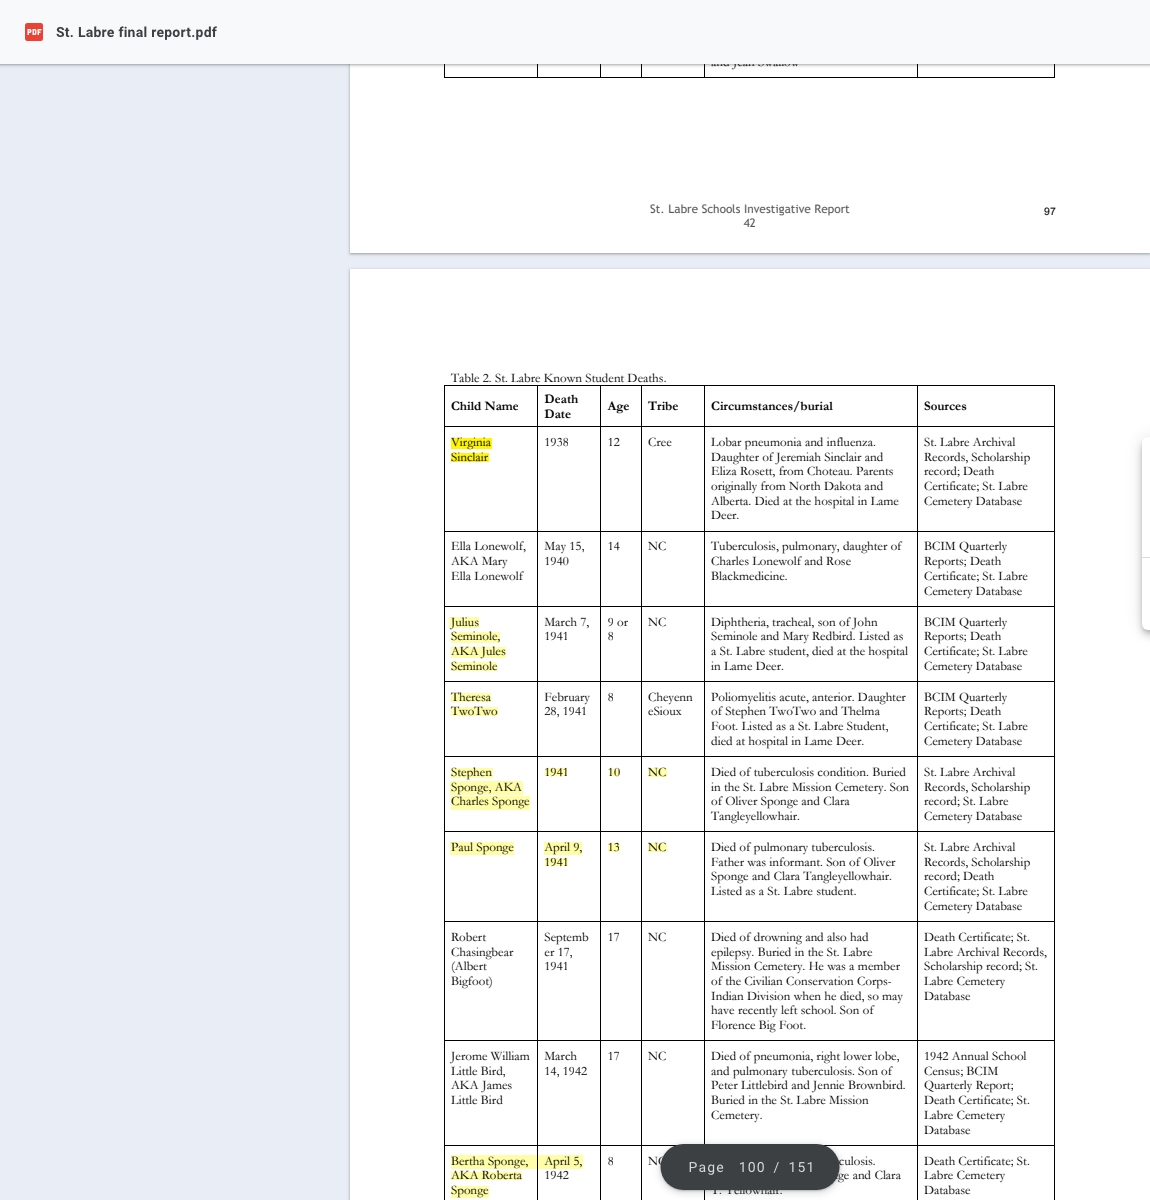 PDF St. Labre final report.pdf
and Jean Swallow
St. Labre Schools Investigative Report
42
97
Table 2. St. Labre Known Student Deaths.
Child Name
Death
Date
Age
Tribe
Circumstances/burial
Sources
Virginia
Sinclair
1938
12
Cree
Lobar pneumonia and influenza.
Daughter of Jeremiah Sinclair and
Eliza Rosett, from Choteau. Parents
originally from North Dakota and
Alberta. Died at the hospital in Lame
Deer.
St. Labre Archival
Records, Scholarship
record; Death
Certificate; St. Labre
Cemetery Database
Ella Lonewolf,
AKA Mary
Ella Lonewolf
May 15,
1940
14
NC
Tuberculosis, pulmonary, daughter of
Charles Lonewolf and Rose
Blackmedicine.
BCIM Quarterly
Reports; Death
Certificate; St. Labre
Cemetery Database
Julius
Seminole,
AKA Jules
Seminole
March 7,
1941
9 or
8
NC
Diphtheria, tracheal, son of John
Seminole and Mary Redbird. Listed as
a St. Labre student, died at the hospital
in Lame Deer.
BCIM Quarterly
Reports; Death
Certificate; St. Labre
Cemetery Database
Theresa
TwoTwo
February
28, 1941
8
Cheyenn
eSioux
Poliomyelitis acute, anterior. Daughter
of Stephen TwoTwo and Thelma
Foot. Listed as a St. Labre Student,
died at hospital in Lame Deer.
BCIM Quarterly
Reports; Death
Certificate; St. Labre
Cemetery Database
Stephen
Sponge, AKA
Charles Sponge
1941
10
NC
Died of tuberculosis condition. Buried
in the St. Labre Mission Cemetery. Son
of Oliver Sponge and Clara
Tangleyellowhair.
St. Labre Archival
Records, Scholarship
record; St. Labre
Cemetery Database
Paul Sponge
April 9,
1941
13
NC
Died of pulmonary tuberculosis.
Father was informant. Son of Oliver
Sponge and Clara Tangleyellowhair.
Listed as a St. Labre student.
St. Labre Archival
Records, Scholarship
record; Death
Certificate; St. Labre
Cemetery Database
Robert
Chasingbear
(Albert
Bigfoot)
Septemb
er 17,
1941
17
NC
Died of drowning and also had
epilepsy. Buried in the St. Labre
Mission Cemetery. He was a member
of the Civilian Conservation Corps-
Indian Division when he died, so may
have recently left school. Son of
Florence Big Foot.
Death Certificate; St.
Labre Archival Records,
Scholarship record; St.
Labre Cemetery
Database
Jerome William
Little Bird,
AKA James
Little Bird
March
14, 1942
17
NC
Died of pneumonia, right lower lobe,
and pulmonary tuberculosis. Son of
Peter Littlebird and Jennie Brownbird.
Buried in the St. Labre Mission
Cemetery.
1942 Annual School
Census; BCIM
Quarterly Report;
Death Certificate; St.
Labre Cemetery
Database
Bertha Sponge,
AKA Roberta
Sponge
April 5,
1942
8
and Clara
Death Certificate; St.
Labre Cemetery
Database
Page 100 / 151